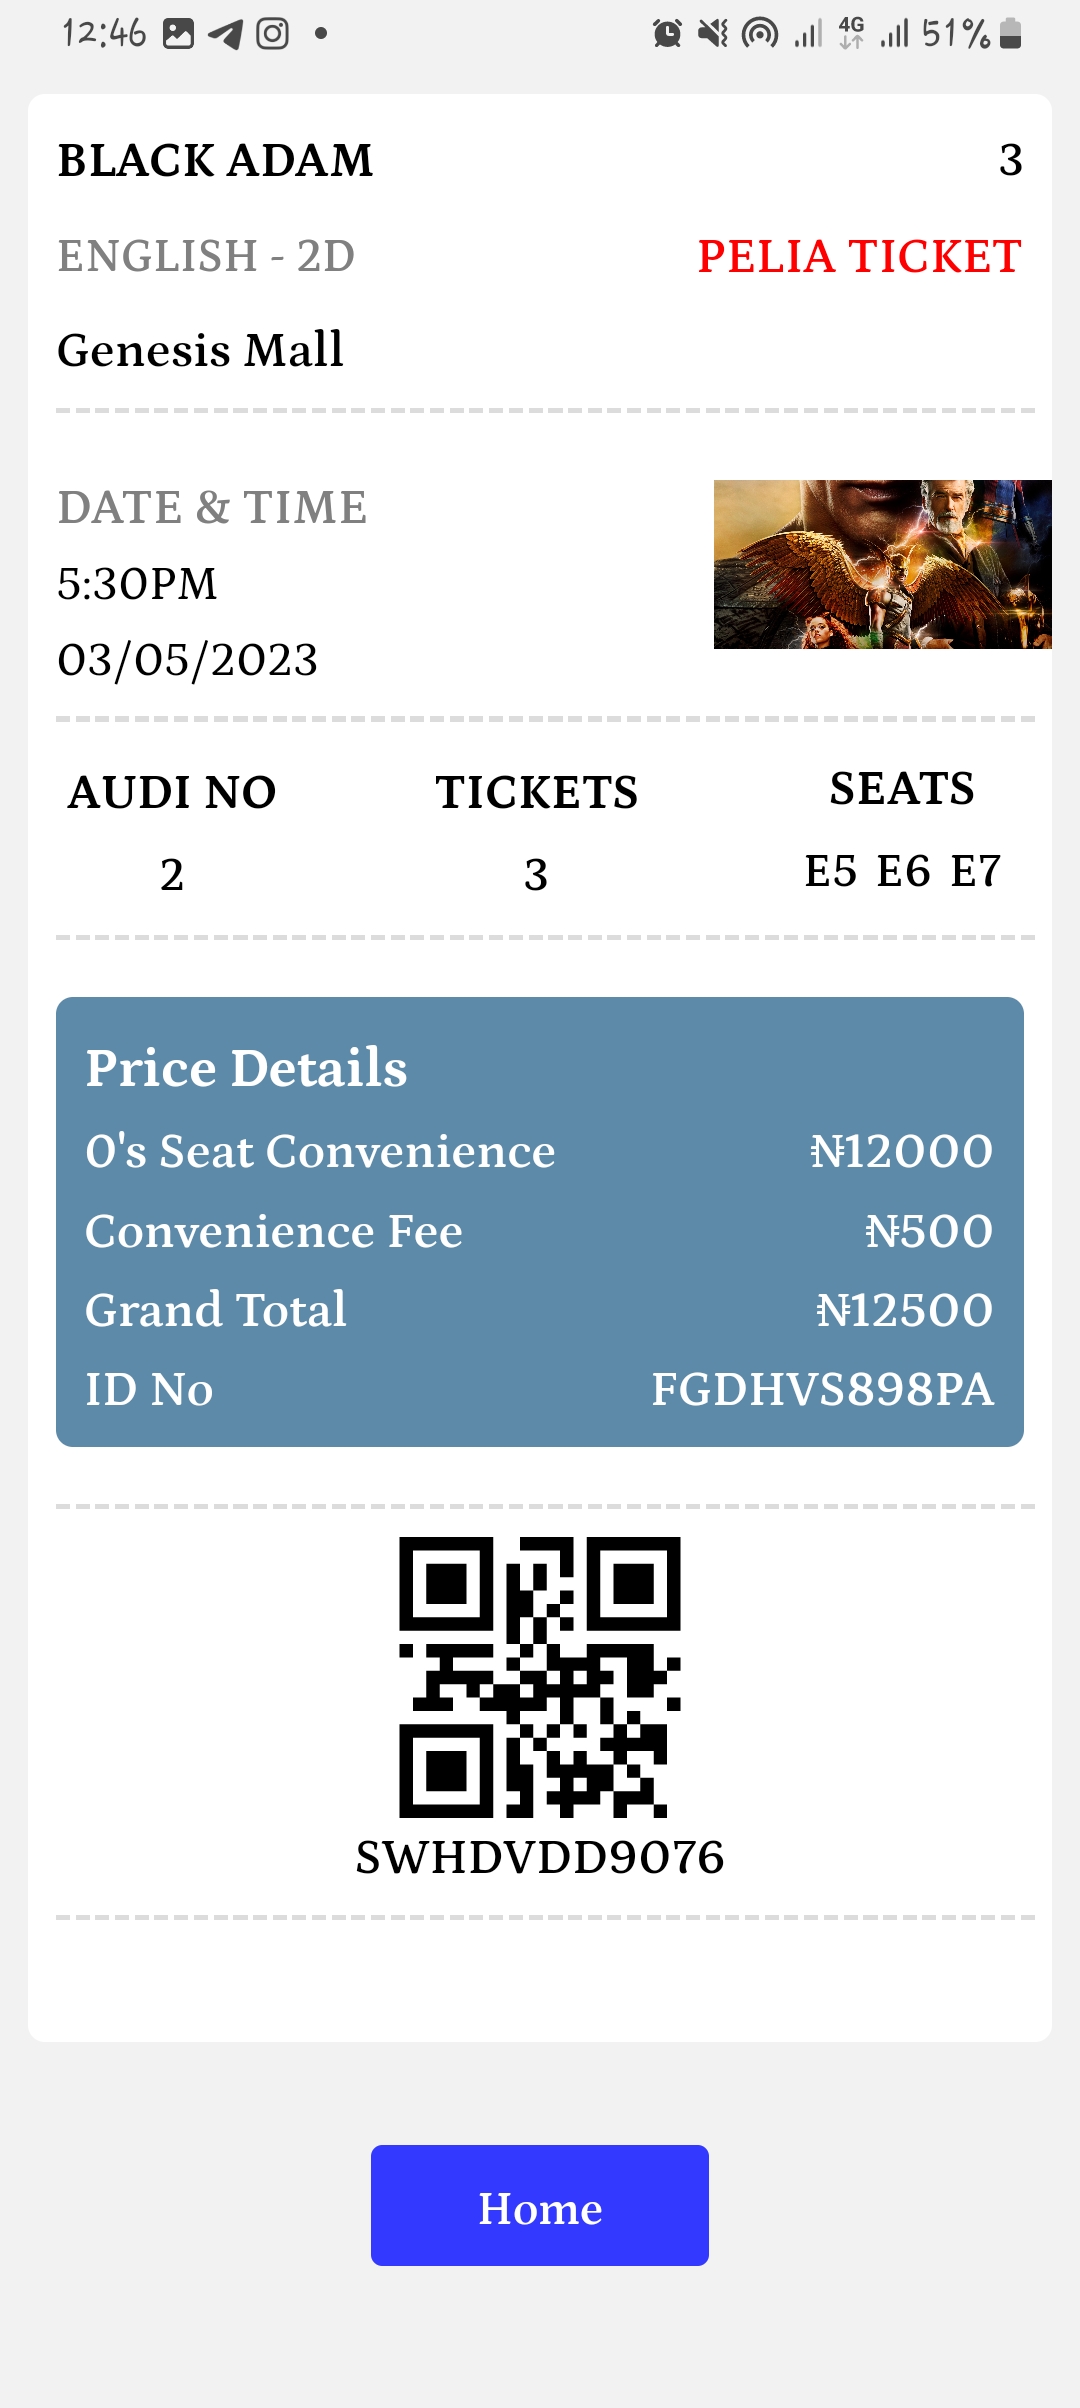 12:46 4G 51%
BLACK ADAM 3
ENGLISH - 2D PELIA TICKET
Genesis Mall
DATE & TIME
5:30PM
03/05/2023
AUDI NO TICKETS SEATS
2 3 E5 E6 E7
Price Details
0's Seat Convenience ₦12000
Convenience Fee ₦500
Grand Total ₦12500
ID No FGDHVS898PA
SWHDVDD9076
Home